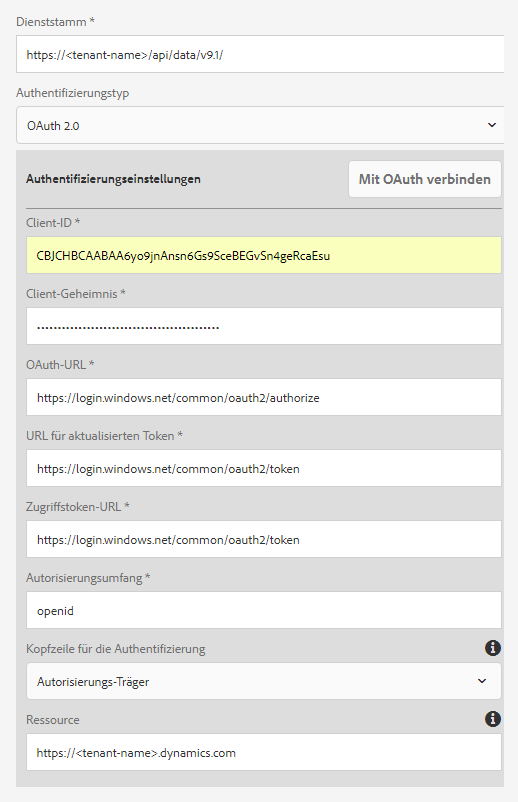 Dienststamm *
https://<tenant-name>/api/data/v9.1/
Authentifizierungstyp
OAuth 2.0
Authentifizierungseinstellungen
Mit OAuth verbinden
Client-ID *
CBJCHBCAABAA6yo9jnAnsn6Gs9SceBEGvSn4geRcaEsu
Client-Geheimnis *
••••••••••••••••••••••••••••••••••••••••••••
OAuth-URL *
https://login.windows.net/common/oauth2/authorize
URL für aktualisierten Token *
https://login.windows.net/common/oauth2/token
Zugriffstoken-URL *
https://login.windows.net/common/oauth2/token
Autorisierungsumfang *
openid
Kopfzeile für die Authentifizierung
Autorisierungs-Träger
Ressource
https://<tenant-name>.dynamics.com